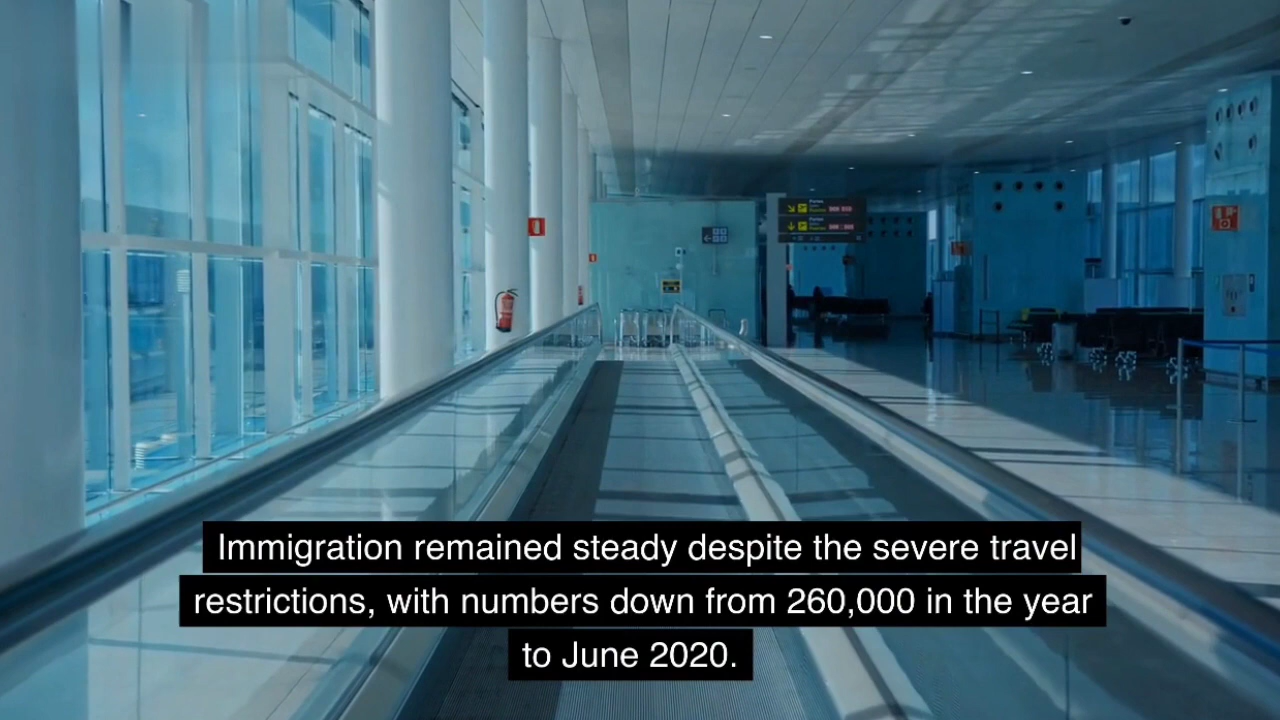 Immigration remained steady despite the severe travel
restrictions, with numbers down from 260,000 in the year
to June 2020.